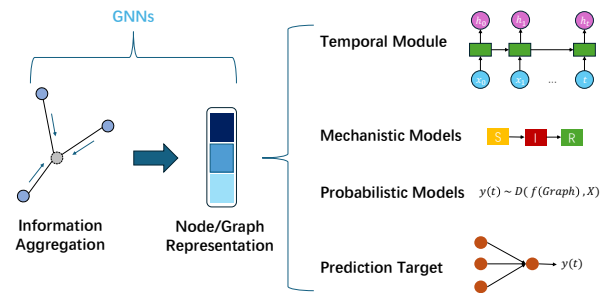 GNNs
Information
Aggregation
Node/Graph
Representation
Temporal Module
h₀ h₁ hₜ
x₀ x₁ ... t
Mechanistic Models
S I R
Probabilistic Models
y(t) ~ D( f(Graph) , X)
Prediction Target
y(t)